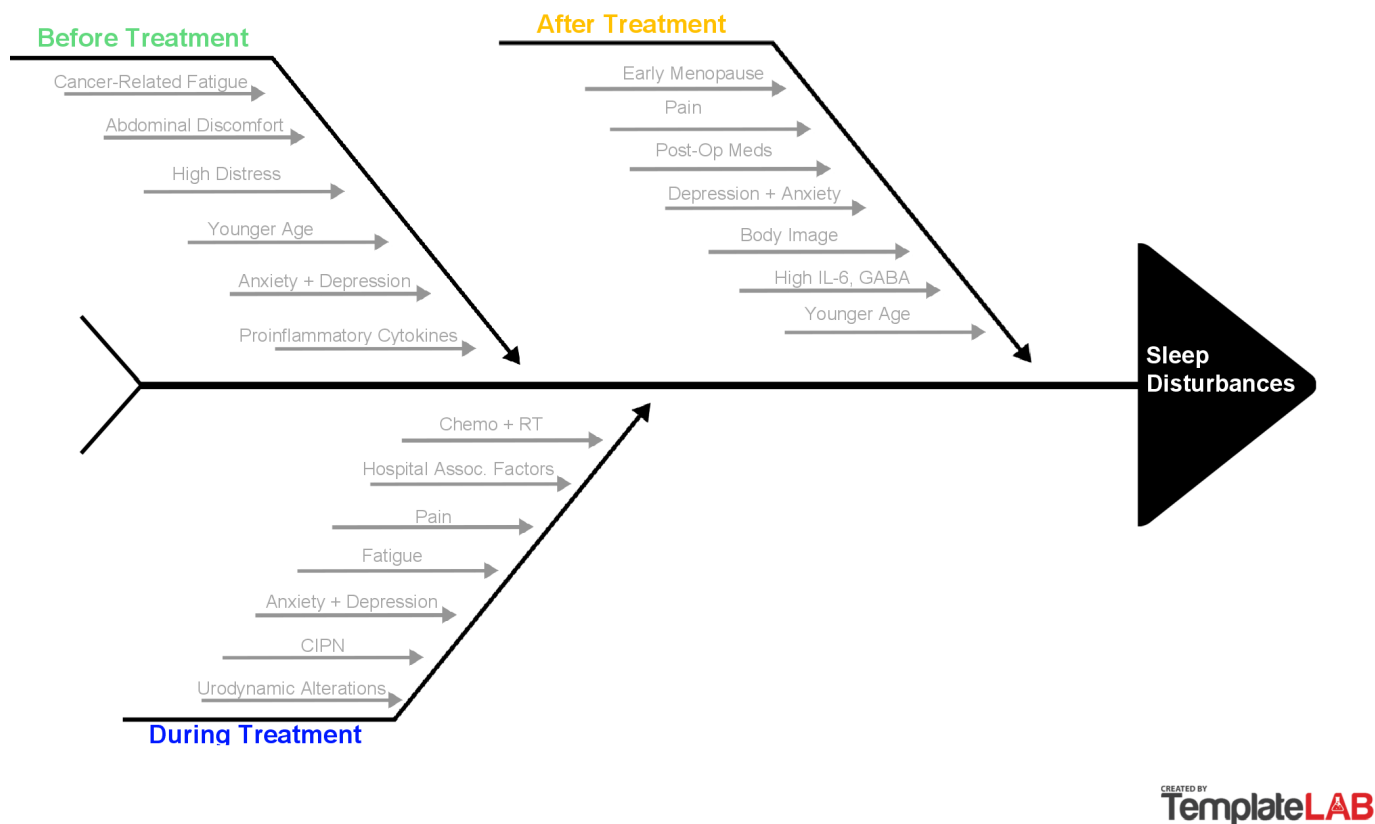 Before Treatment
Cancer-Related Fatigue
Abdominal Discomfort
High Distress
Younger Age
Anxiety + Depression
Proinflammatory Cytokines
After Treatment
Early Menopause
Pain
Post-Op Meds
Depression + Anxiety
Body Image
High IL-6, GABA
Younger Age
Sleep
Disturbances
Chemo + RT
Hospital Assoc. Factors
Pain
Fatigue
Anxiety + Depression
CIPN
Urodynamic Alterations
During Treatment
CREATED BY
TemplateLAB